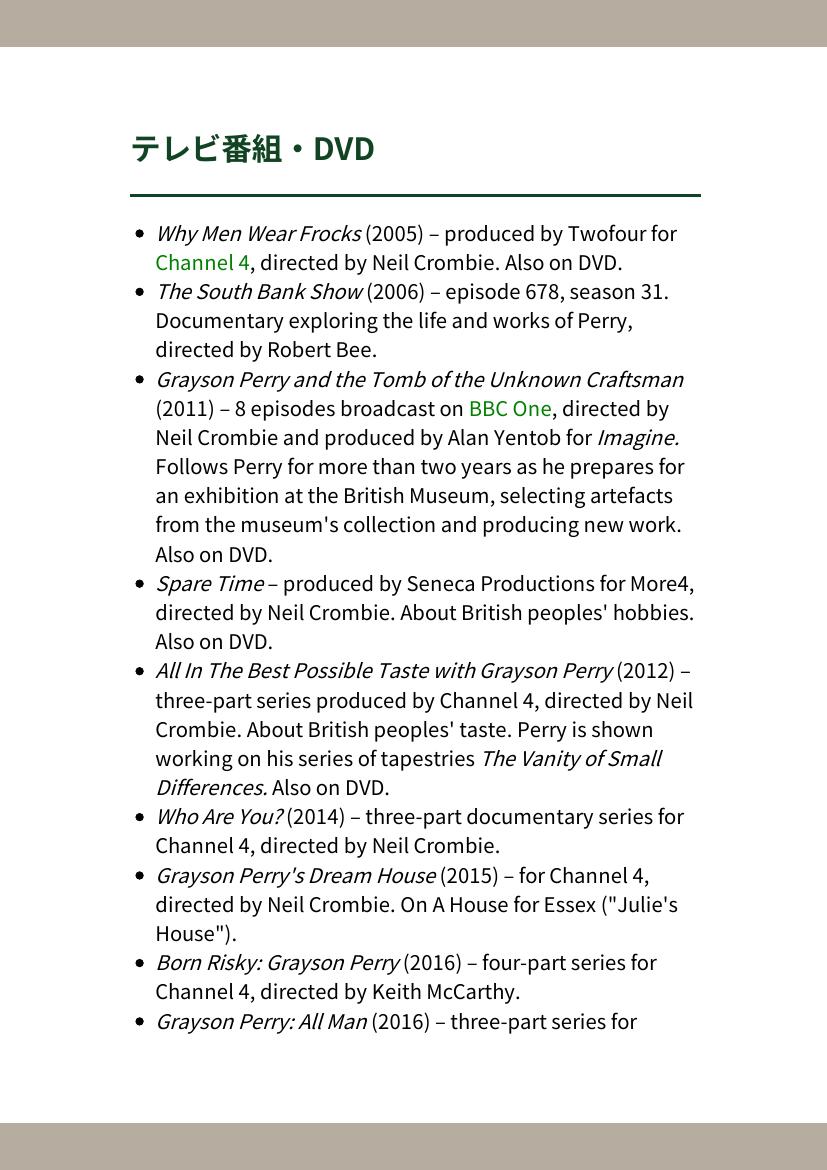 テレビ番組・DVD
• Why Men Wear Frocks (2005) – produced by Twofour for
Channel 4, directed by Neil Crombie. Also on DVD.
• The South Bank Show (2006) – episode 678, season 31.
Documentary exploring the life and works of Perry,
directed by Robert Bee.
• Grayson Perry and the Tomb of the Unknown Craftsman
(2011) – 8 episodes broadcast on BBC One, directed by
Neil Crombie and produced by Alan Yentob for Imagine.
Follows Perry for more than two years as he prepares for
an exhibition at the British Museum, selecting artefacts
from the museum's collection and producing new work.
Also on DVD.
• Spare Time – produced by Seneca Productions for More4,
directed by Neil Crombie. About British peoples' hobbies.
Also on DVD.
• All In The Best Possible Taste with Grayson Perry (2012) –
three-part series produced by Channel 4, directed by Neil
Crombie. About British peoples' taste. Perry is shown
working on his series of tapestries The Vanity of Small
Differences. Also on DVD.
• Who Are You? (2014) – three-part documentary series for
Channel 4, directed by Neil Crombie.
• Grayson Perry's Dream House (2015) – for Channel 4,
directed by Neil Crombie. On A House for Essex ("Julie's
House").
• Born Risky: Grayson Perry (2016) – four-part series for
Channel 4, directed by Keith McCarthy.
• Grayson Perry: All Man (2016) – three-part series for